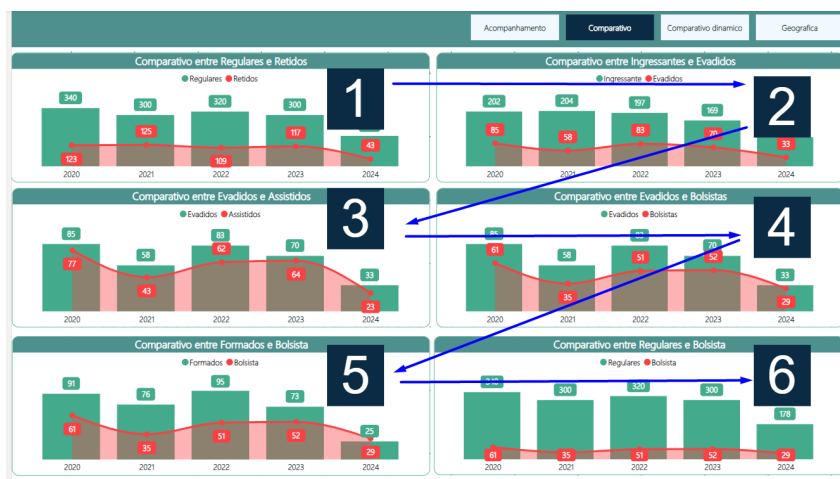 Acompanhamento Comparativo Comparativo dinamico Geografica
Comparativo entre Regulares e Retidos
Regulares Retidos
1
340 300 320 300
123 125 109 117 43
2020 2021 2022 2023 2024
Comparativo entre Ingressantes e Evadidos
Ingressante Evadidos
2
202 204 197 169
85 58 83 70 33
2020 2021 2022 2023 2024
Comparativo entre Evadidos e Assistidos
Evadidos Assistidos
3
85 58 83 70 33
77 43 62 64 23
2020 2021 2022 2023 2024
Comparativo entre Evadidos e Bolsistas
Evadidos Bolsistas
4
85 58 83 70 33
61 35 51 52 29
2020 2021 2022 2023 2024
Comparativo entre Formados e Bolsista
Formados Bolsista
5
91 76 95 73 25
61 35 51 52 29
2020 2021 2022 2023 2024
Comparativo entre Regulares e Bolsista
Regulares Bolsista
6
340 300 320 300 178
61 35 51 52 29
2020 2021 2022 2023 2024